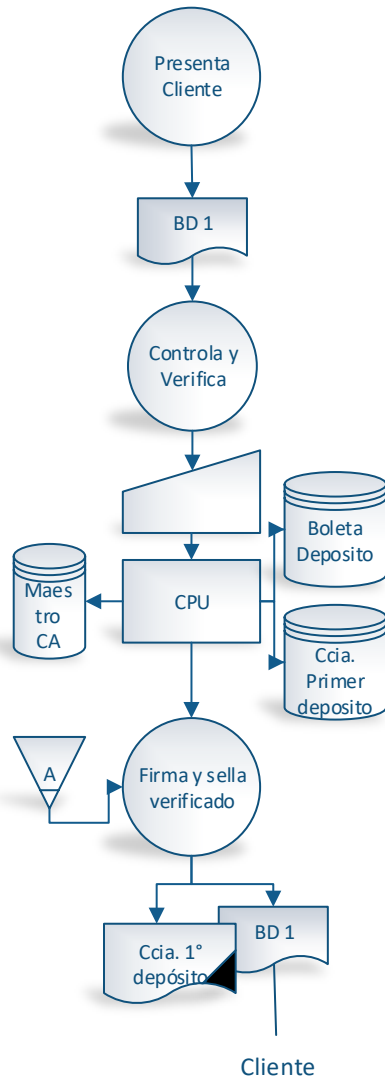 Presenta
Cliente
BD 1
Controla y
Verifica
Boleta
Deposito
Maes
tro
CA
CPU
Ccia.
Primer
deposito
A
Firma y sella
verificado
Ccia. 1°
depósito
BD 1
Cliente